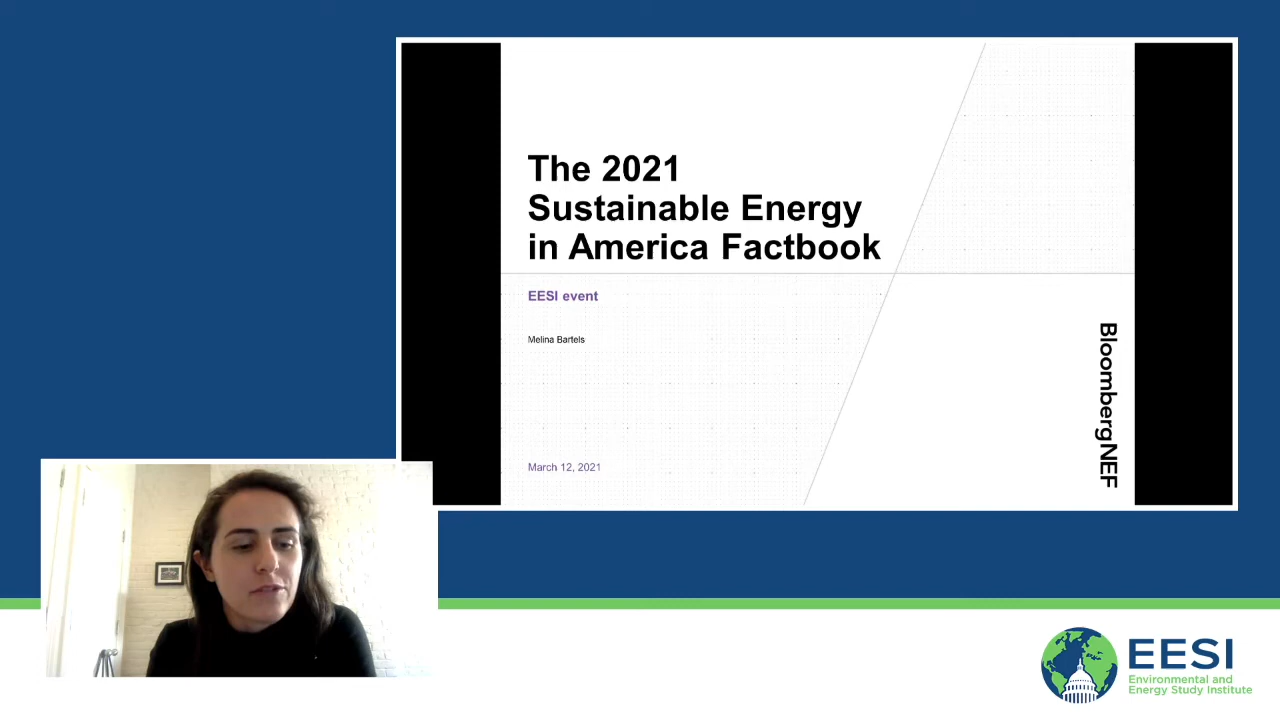 The 2021
Sustainable Energy
in America Factbook
EESI event
Melina Bartels
March 12, 2021
BloombergNEF
EESI
Environmental and
Energy Study Institute